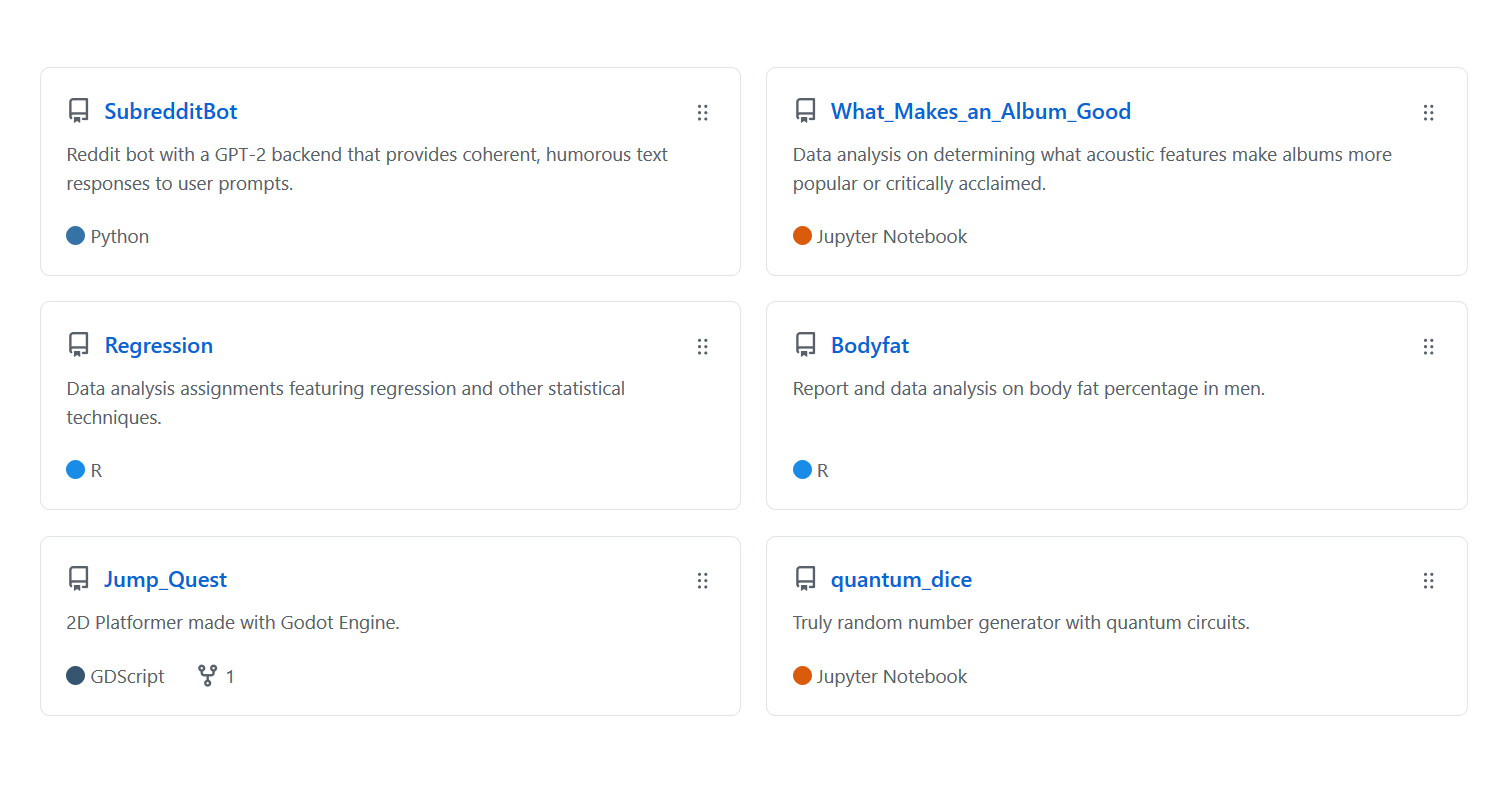 SubredditBot
Reddit bot with a GPT-2 backend that provides coherent, humorous text
responses to user prompts.
Python
What_Makes_an_Album_Good
Data analysis on determining what acoustic features make albums more
popular or critically acclaimed.
Jupyter Notebook
Regression
Data analysis assignments featuring regression and other statistical
techniques.
R
Bodyfat
Report and data analysis on body fat percentage in men.
R
Jump_Quest
2D Platformer made with Godot Engine.
GDScript 1
quantum_dice
Truly random number generator with quantum circuits.
Jupyter Notebook